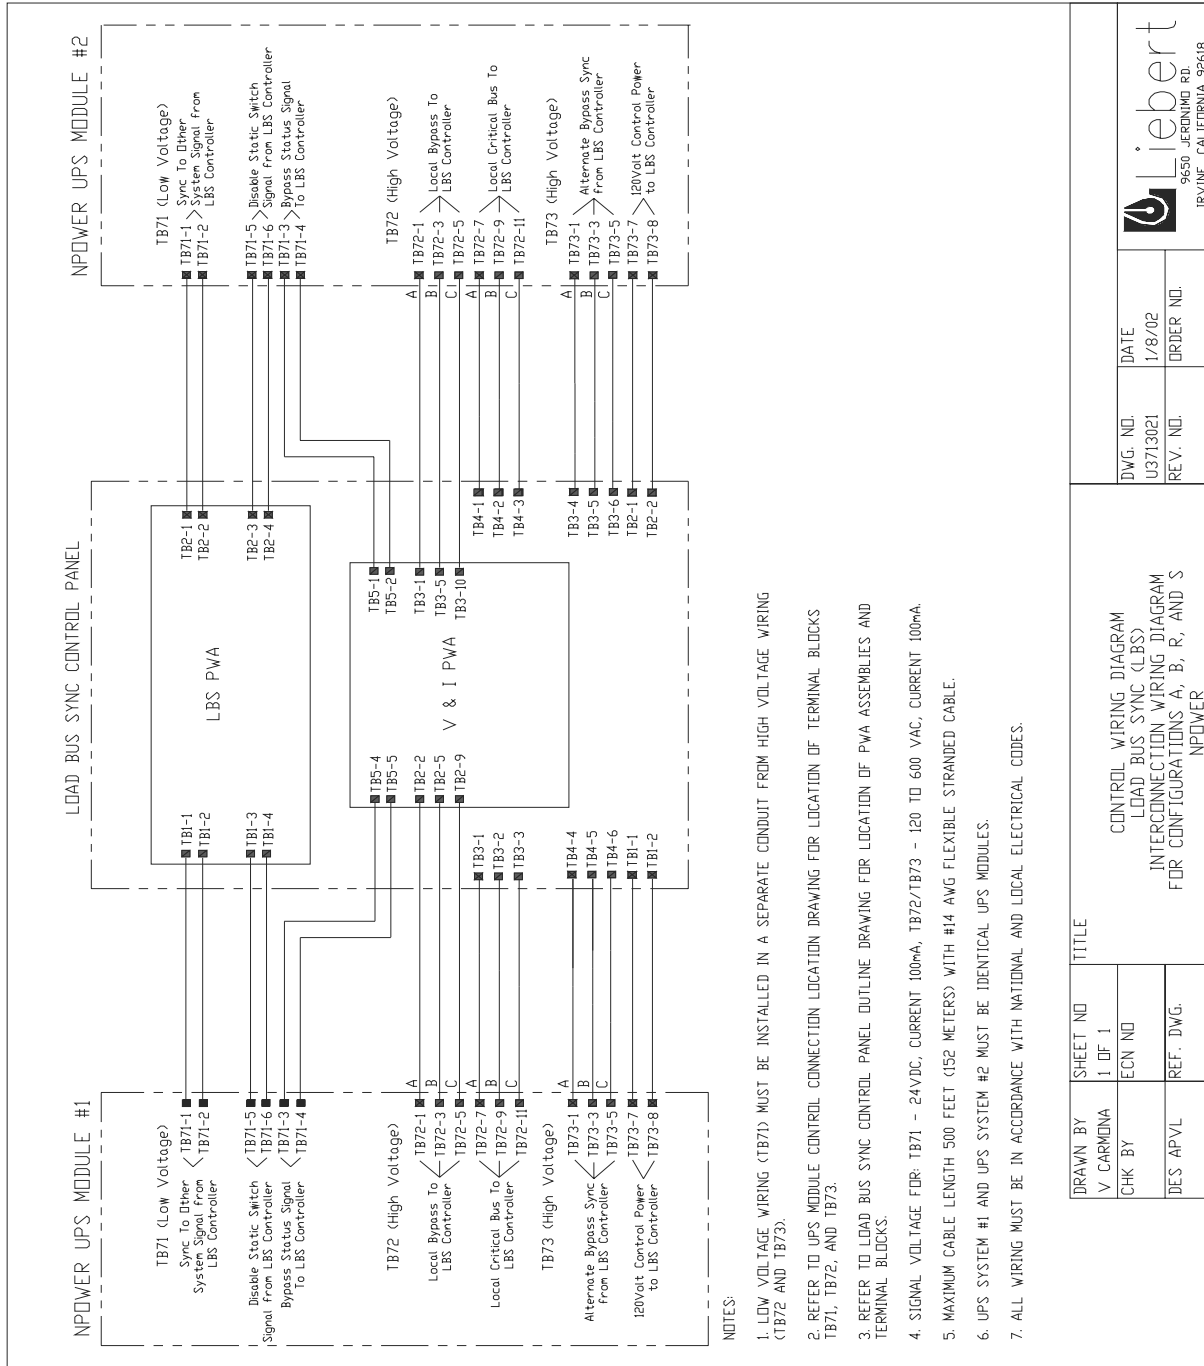 NPOWER UPS MODULE #1
TB71 (Low Voltage)
Sync To Other
System Signal from
LBS Controller
TB71-1
TB71-2
Disable Static Switch
Signal from LBS Controller
TB71-5
TB71-6
Bypass Status Signal
To LBS Controller
TB71-3
TB71-4
TB72 (High Voltage)
Local Bypass To
LBS Controller
TB72-1
TB72-3
TB72-5
A
B
C
Local Critical Bus To
LBS Controller
TB72-7
TB72-9
TB72-11
A
B
C
TB73 (High Voltage)
Alternate Bypass Sync
from LBS Controller
TB73-1
TB73-3
TB73-5
A
B
C
120Volt Control Power
to LBS Controller
TB73-7
TB73-8
LOAD BUS SYNC CONTROL PANEL
LBS PWA
TB1-1
TB1-2
TB1-3
TB1-4
TB2-1
TB2-2
TB2-3
TB2-4
V & I PWA
TB5-4
TB5-5
TB2-2
TB2-5
TB2-9
TB5-1
TB5-2
TB3-1
TB3-5
TB3-10
TB3-1
TB3-2
TB3-3
TB4-4
TB4-5
TB4-6
TB1-1
TB1-2
TB4-1
TB4-2
TB4-3
TB3-4
TB3-5
TB3-6
TB2-1
TB2-2
NPOWER UPS MODULE #2
TB71 (Low Voltage)
TB71-1
TB71-2
Sync To Other
System Signal from
LBS Controller
TB71-5
TB71-6
Disable Static Switch
Signal from LBS Controller
TB71-3
TB71-4
Bypass Status Signal
To LBS Controller
TB72 (High Voltage)
A
B
C
TB72-1
TB72-3
TB72-5
Local Bypass To
LBS Controller
A
B
C
TB72-7
TB72-9
TB72-11
Local Critical Bus To
LBS Controller
TB73 (High Voltage)
A
B
C
TB73-1
TB73-3
TB73-5
Alternate Bypass Sync
from LBS Controller
TB73-7
TB73-8
120Volt Control Power
to LBS Controller
NOTES:
1. LOW VOLTAGE WIRING (TB71) MUST BE INSTALLED IN A SEPARATE CONDUIT FROM HIGH VOLTAGE WIRING
(TB72 AND TB73).
2. REFER TO UPS MODULE CONTROL CONNECTION LOCATION DRAWING FOR LOCATION OF TERMINAL BLOCKS
TB71, TB72, AND TB73.
3. REFER TO LOAD BUS SYNC CONTROL PANEL OUTLINE DRAWING FOR LOCATION OF PWA ASSEMBLIES AND
TERMINAL BLOCKS.
4. SIGNAL VOLTAGE FOR: TB71 - 24VDC, CURRENT 100mA, TB72/TB73 - 120 TO 600 VAC, CURRENT 100mA.
5. MAXIMUM CABLE LENGTH 500 FEET (152 METERS) WITH #14 AWG FLEXIBLE STRANDED CABLE.
6. UPS SYSTEM #1 AND UPS SYSTEM #2 MUST BE IDENTICAL UPS MODULES.
7. ALL WIRING MUST BE IN ACCORDANCE WITH NATIONAL AND LOCAL ELECTRICAL CODES.
DRAWN BY
V CARMONA
CHK BY
DES APVL
SHEET NO
1 OF 1
ECN NO
REF. DWG.
TITLE
CONTROL WIRING DIAGRAM
LOAD BUS SYNC (LBS)
INTERCONNECTION WIRING DIAGRAM
FOR CONFIGURATIONS A, B, R, AND S
NPOWER
DWG. NO.
U3713021
REV. NO.
DATE
1/8/02
ORDER NO.
Liebert
9650 JERONIMO RD.
IRVINE, CALIFORNIA 92618